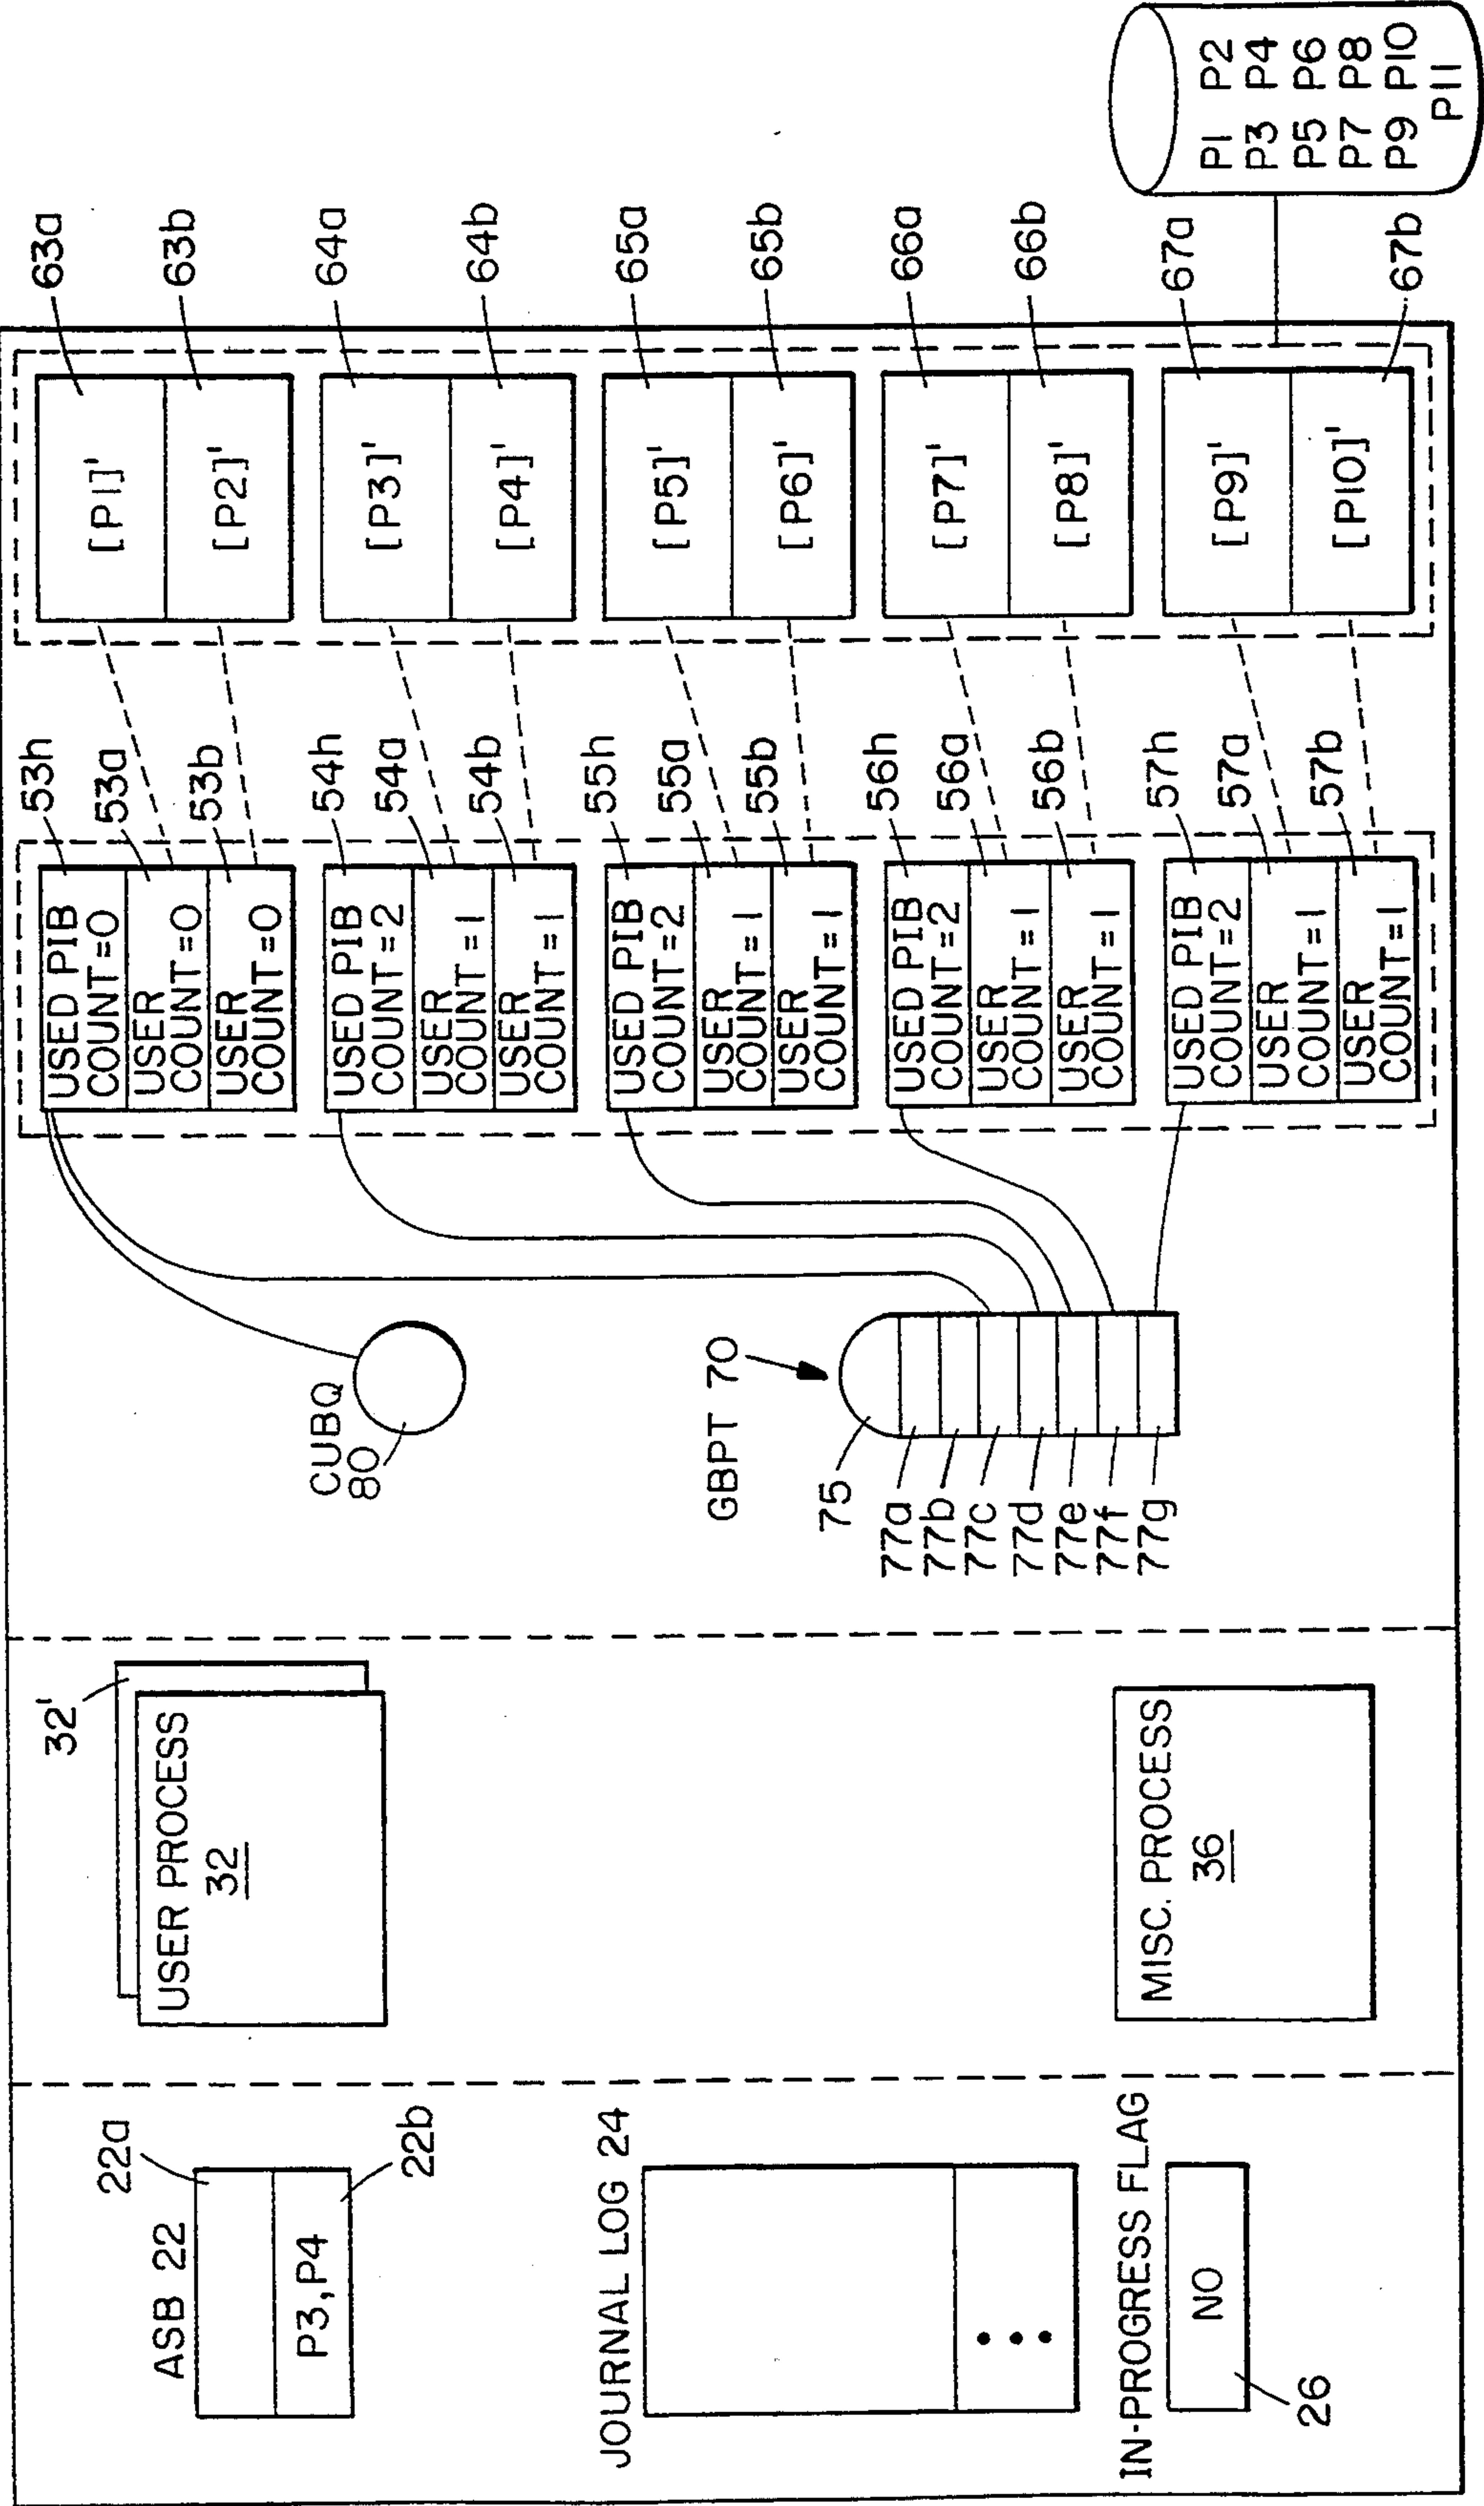 ASB 22
22a
P3,P4
22b
JOURNAL LOG 24
• • •
IN-PROGRESS FLAG
NO
26
32'
USER PROCESS
32
MISC. PROCESS
36
CUBQ
80
GBPT 70
75
77a
77b
77c
77d
77e
77f
77g
53h
USED PIB
COUNT=0
53a
USER
COUNT=0
53b
USER
COUNT=0
54h
USED PIB
COUNT=2
54a
USER
COUNT=1
54b
USER
COUNT=1
55h
USED PIB
COUNT=2
55a
USER
COUNT=1
55b
USER
COUNT=1
56h
USED PIB
COUNT=2
56a
USER
COUNT=1
56b
USER
COUNT=1
57h
USED PIB
COUNT=2
57a
USER
COUNT=1
57b
USER
COUNT=1
63a
[P1]'
63b
[P2]'
64a
[P3]'
64b
[P4]'
65a
[P5]'
65b
[P6]'
66a
[P7]'
66b
[P8]'
67a
[P9]'
67b
[P10]'
P1 P2
P3 P4
P5 P6
P7 P8
P9 P10
P11